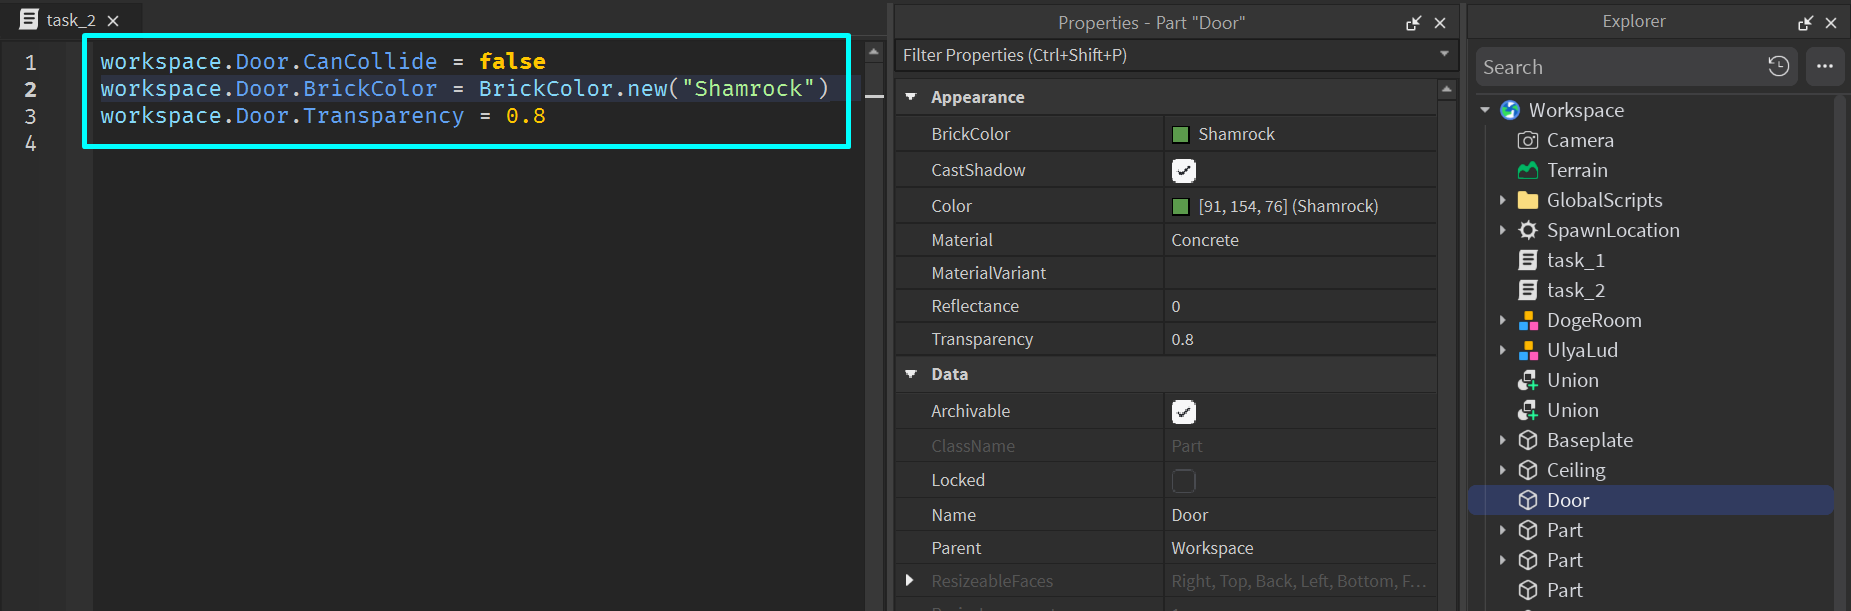 task_2
1 workspace.Door.CanCollide = false
2 workspace.Door.BrickColor = BrickColor.new("Shamrock")
3 workspace.Door.Transparency = 0.8
4
Properties - Part "Door"
Filter Properties (Ctrl+Shift+P)
Appearance
BrickColor Shamrock
CastShadow
Color [91, 154, 76] (Shamrock)
Material Concrete
MaterialVariant
Reflectance 0
Transparency 0.8
Data
Archivable
ClassName Part
Locked
Name Door
Parent Workspace
ResizeableFaces Right, Top, Back, Left, Bottom, F...
Explorer
Search
Workspace
Camera
Terrain
GlobalScripts
SpawnLocation
task_1
task_2
DogeRoom
UlyaLud
Union
Union
Baseplate
Ceiling
Door
Part
Part
Part